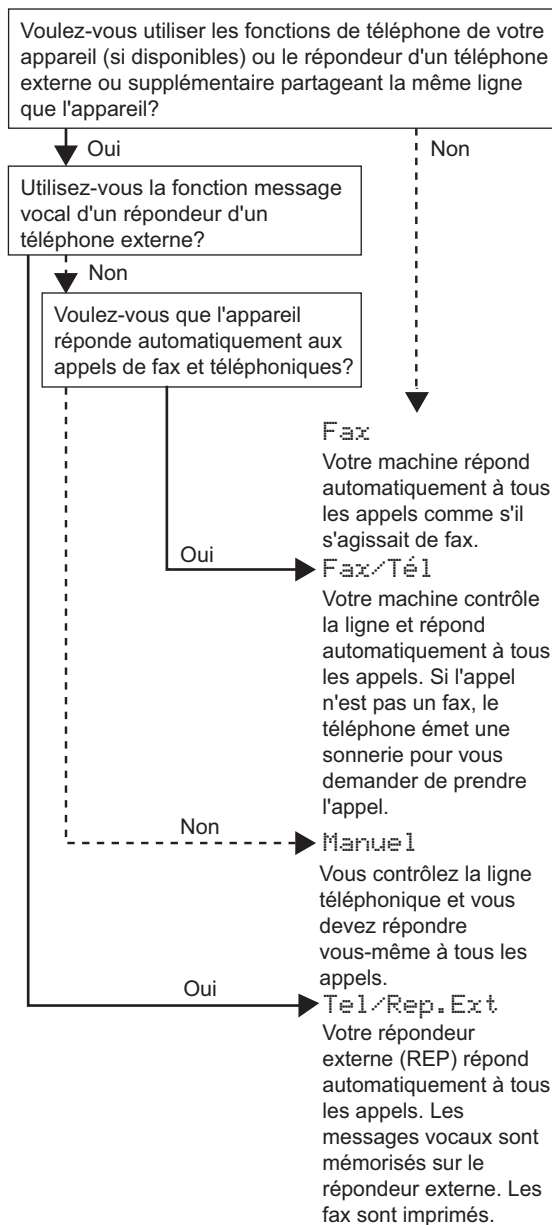 Voulez-vous utiliser les fonctions de téléphone de votre
appareil (si disponibles) ou le répondeur d'un téléphone
externe ou supplémentaire partageant la même ligne
que l'appareil?
Oui
Non
Utilisez-vous la fonction message
vocal d'un répondeur d'un
téléphone externe?
Non
Voulez-vous que l'appareil
réponde automatiquement aux
appels de fax et téléphoniques?
Fax
Votre machine répond
automatiquement à tous
les appels comme s'il
s'agissait de fax.
Oui
Fax/Tél
Votre machine contrôle
la ligne et répond
automatiquement à tous
les appels. Si l'appel
n'est pas un fax, le
téléphone émet une
sonnerie pour vous
demander de prendre
l'appel.
Non
Manuel
Vous contrôlez la ligne
téléphonique et vous
devez répondre
vous-même à tous les
appels.
Oui
Tel/Rep.Ext
Votre répondeur
externe (REP) répond
automatiquement à tous
les appels. Les
messages vocaux sont
mémorisés sur le
répondeur externe. Les
fax sont imprimés.